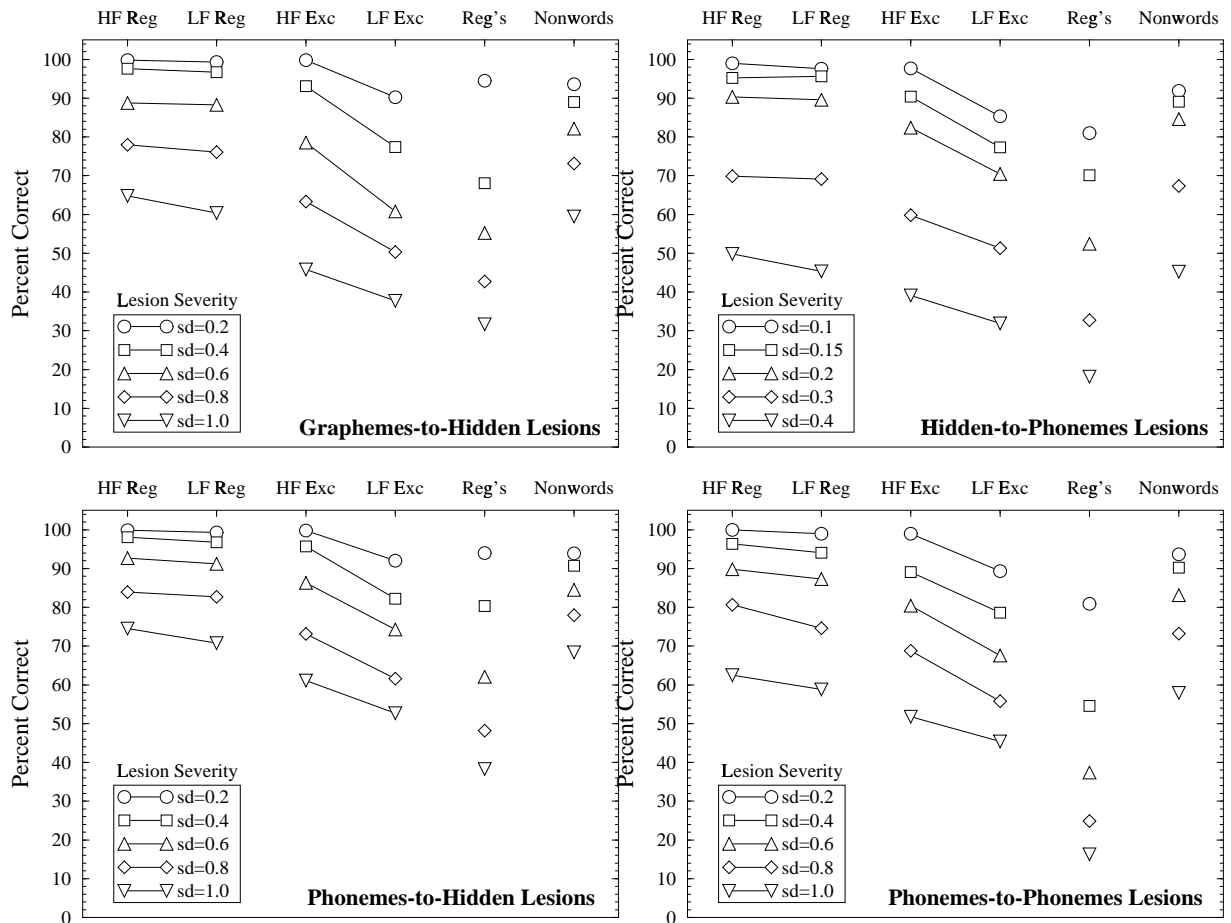 HF Reg LF Reg HF Exc LF Exc Reg's Nonwords
100
90
80
70
60
50
40
30
20
10
0
Percent Correct
Lesion Severity
sd=0.2
sd=0.4
sd=0.6
sd=0.8
sd=1.0
Graphemes-to-Hidden Lesions
HF Reg LF Reg HF Exc LF Exc Reg's Nonwords
100
90
80
70
60
50
40
30
20
10
0
Percent Correct
Lesion Severity
sd=0.1
sd=0.15
sd=0.2
sd=0.3
sd=0.4
Hidden-to-Phonemes Lesions
HF Reg LF Reg HF Exc LF Exc Reg's Nonwords
100
90
80
70
60
50
40
30
20
10
0
Percent Correct
Lesion Severity
sd=0.2
sd=0.4
sd=0.6
sd=0.8
sd=1.0
Phonemes-to-Hidden Lesions
HF Reg LF Reg HF Exc LF Exc Reg's Nonwords
100
90
80
70
60
50
40
30
20
10
0
Percent Correct
Lesion Severity
sd=0.2
sd=0.4
sd=0.6
sd=0.8
sd=1.0
Phonemes-to-Phonemes Lesions